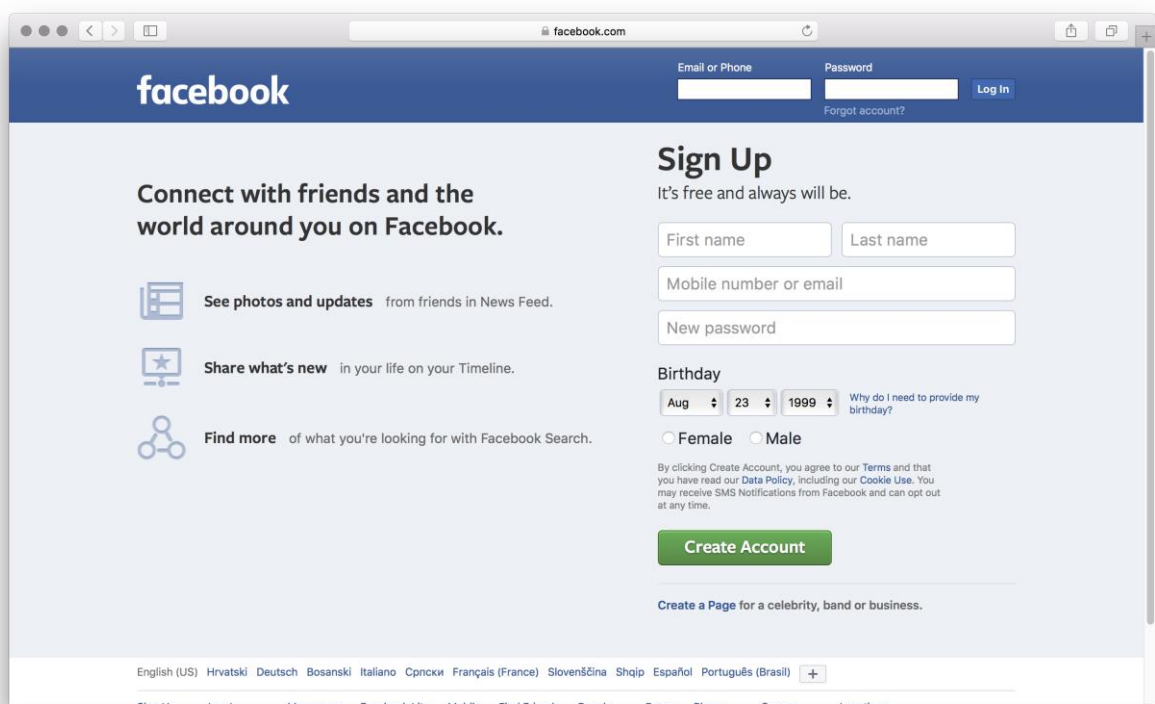 facebook.com
facebook
Email or Phone
Password
Log In
Forgot account?
Connect with friends and the
world around you on Facebook.
See photos and updates from friends in News Feed.
Share what's new in your life on your Timeline.
Find more of what you're looking for with Facebook Search.
Sign Up
It's free and always will be.
First name
Last name
Mobile number or email
New password
Birthday
Aug 23 1999 Why do I need to provide my
birthday?
Female Male
By clicking Create Account, you agree to our Terms and that
you have read our Data Policy, including our Cookie Use. You
may receive SMS Notifications from Facebook and can opt out
at any time.
Create Account
Create a Page for a celebrity, band or business.
English (US) Hrvatski Deutsch Bosanski Italiano Српски Français (France) Slovenščina Shqip Español Português (Brasil)